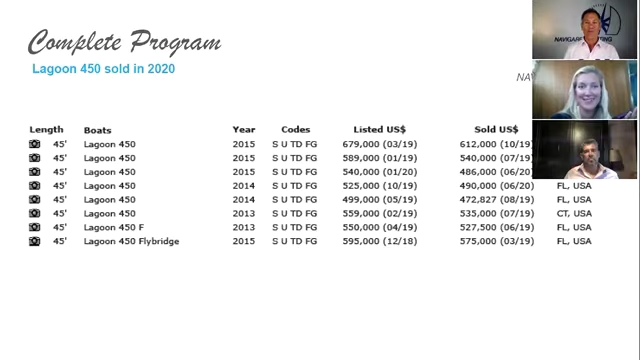 Complete Program
Lagoon 450 sold in 2020
Length Boats Year Codes Listed US$ Sold US$
45' Lagoon 450 2015 S U TD FG 679,000 (03/19) 612,000 (10/19)
45' Lagoon 450 2015 S U TD FG 589,000 (01/19) 540,000 (07/19)
45' Lagoon 450 2015 S U TD FG 540,000 (01/20) 486,000 (06/20)
45' Lagoon 450 2014 S U TD FG 525,000 (10/19) 490,000 (06/20) FL, USA
45' Lagoon 450 2014 S U TD FG 499,000 (05/19) 472,827 (08/19) FL, USA
45' Lagoon 450 2013 S U TD FG 559,000 (02/19) 535,000 (07/19) CT, USA
45' Lagoon 450 F 2013 S U TD FG 550,000 (04/19) 527,500 (06/19) FL, USA
45' Lagoon 450 Flybridge 2015 S U TD FG 595,000 (12/18) 575,000 (03/19) FL, USA